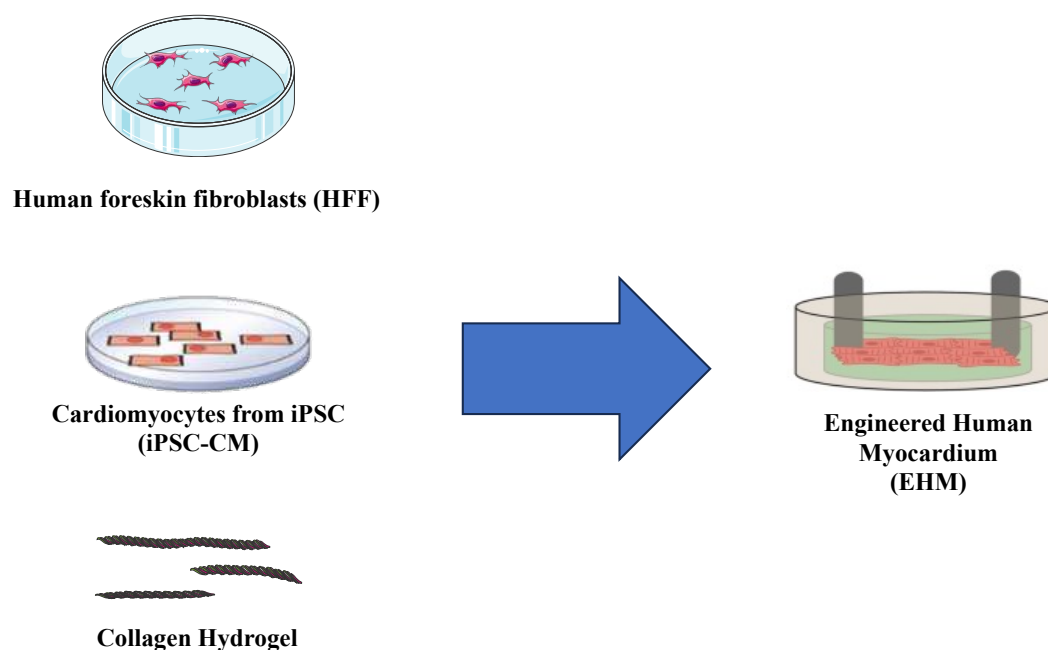 Human foreskin fibroblasts (HFF)
Cardiomyocytes from iPSC
(iPSC-CM)
Engineered Human
Myocardium
(EHM)
Collagen Hydrogel